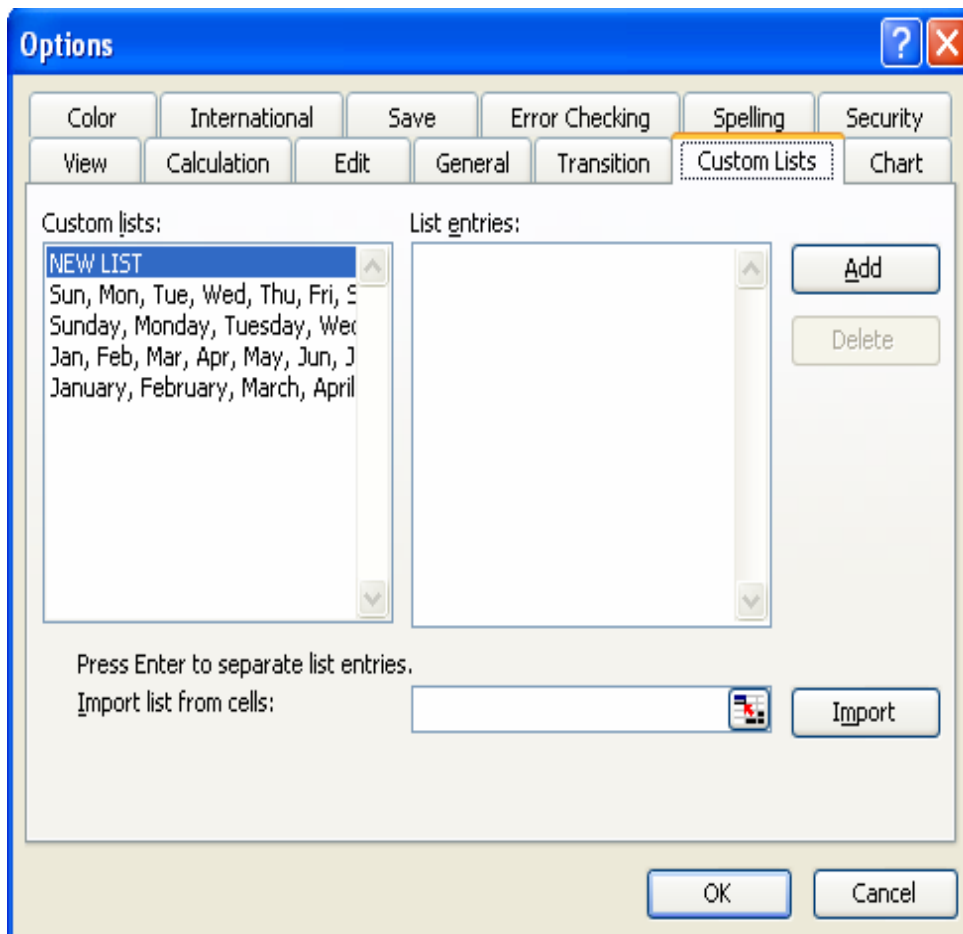 Options
Color International Save Error Checking Spelling Security
View Calculation Edit General Transition Custom Lists Chart
Custom lists: List entries:
NEW LIST
Sun, Mon, Tue, Wed, Thu, Fri, S
Sunday, Monday, Tuesday, Wed
Jan, Feb, Mar, Apr, May, Jun, J
January, February, March, April
Add
Delete
Press Enter to separate list entries.
Import list from cells: Import
OK Cancel